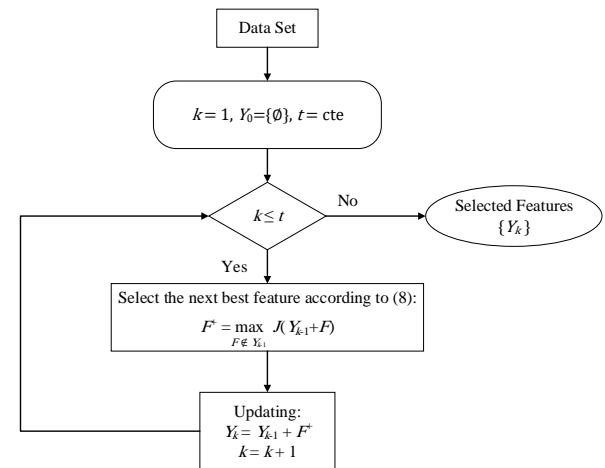 Data Set
k = 1, Y₀={∅}, t = cte
k ≤ t
No
Selected Features
{Yₖ}
Yes
Select the next best feature according to (8):
F⁺ = max J(Yₖ₋₁+F)
F∉Yₖ₋₁
Updating:
Yₖ = Yₖ₋₁ + F⁺
k = k + 1